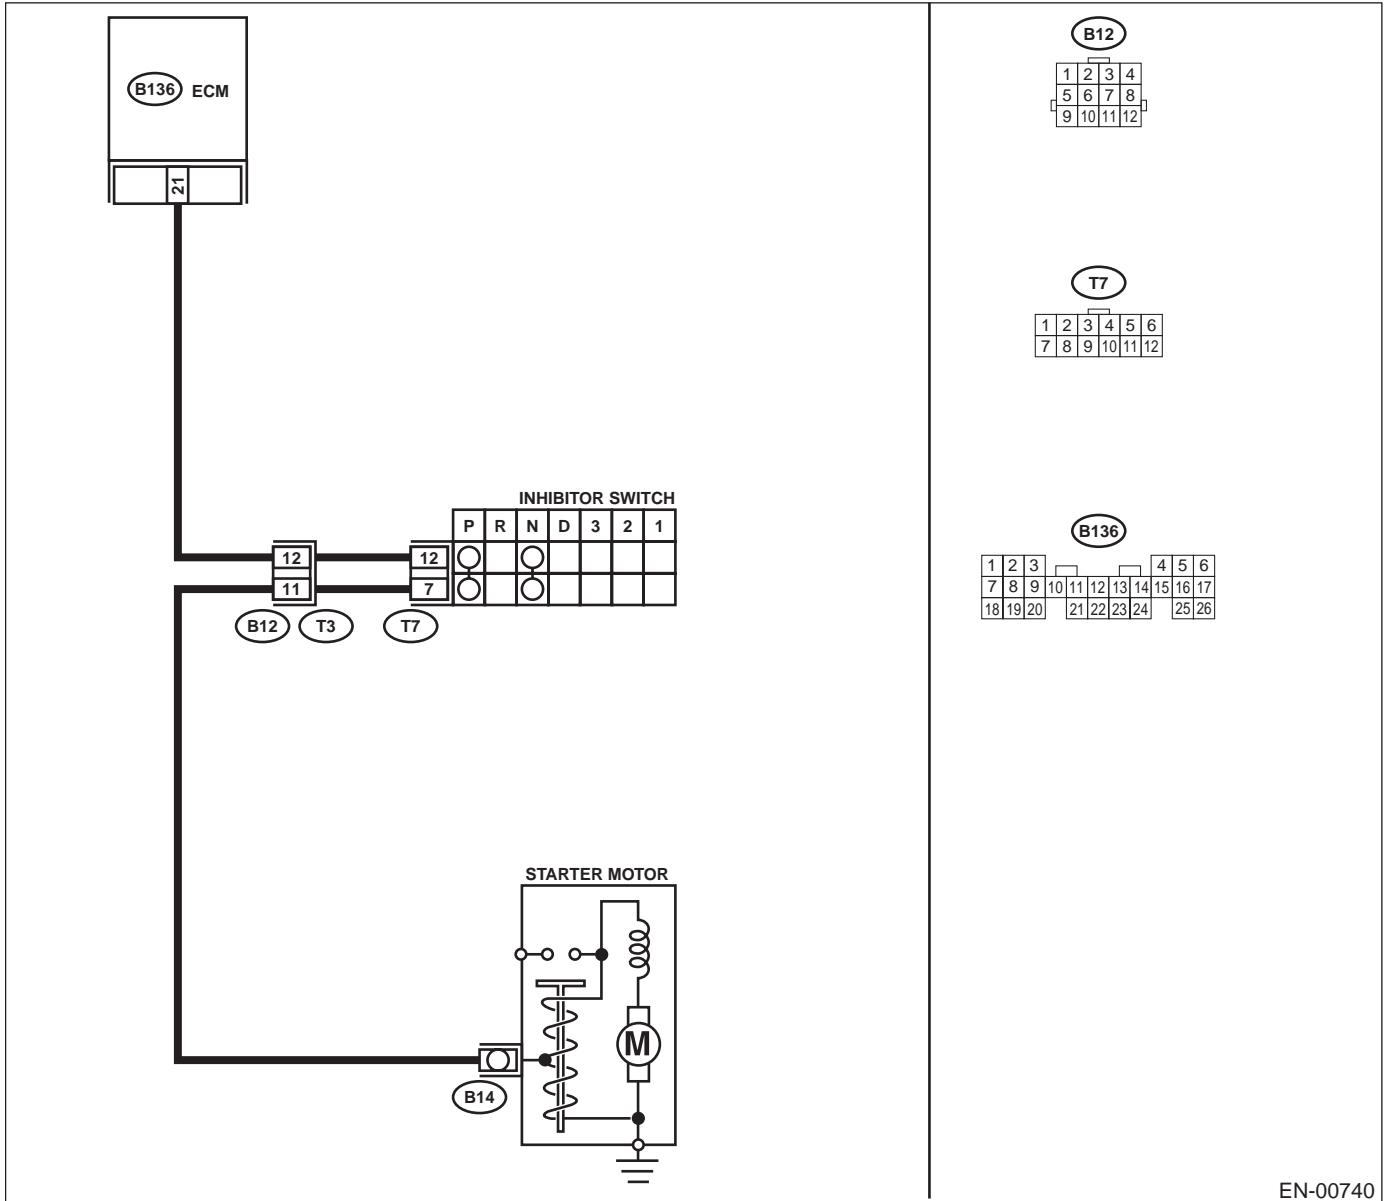 B136 ECM
21
INHIBITOR SWITCH
P R N D 3 2 1
12 12
11 7
B12 T3 T7
STARTER MOTOR
M
B14
B12
1 2 3 4
5 6 7 8
9 10 11 12
T7
1 2 3 4 5 6
7 8 9 10 11 12
B136
1 2 3 4 5 6
7 8 9 10 11 12 13 14 15 16 17
18 19 20 21 22 23 24 25 26
EN-00740